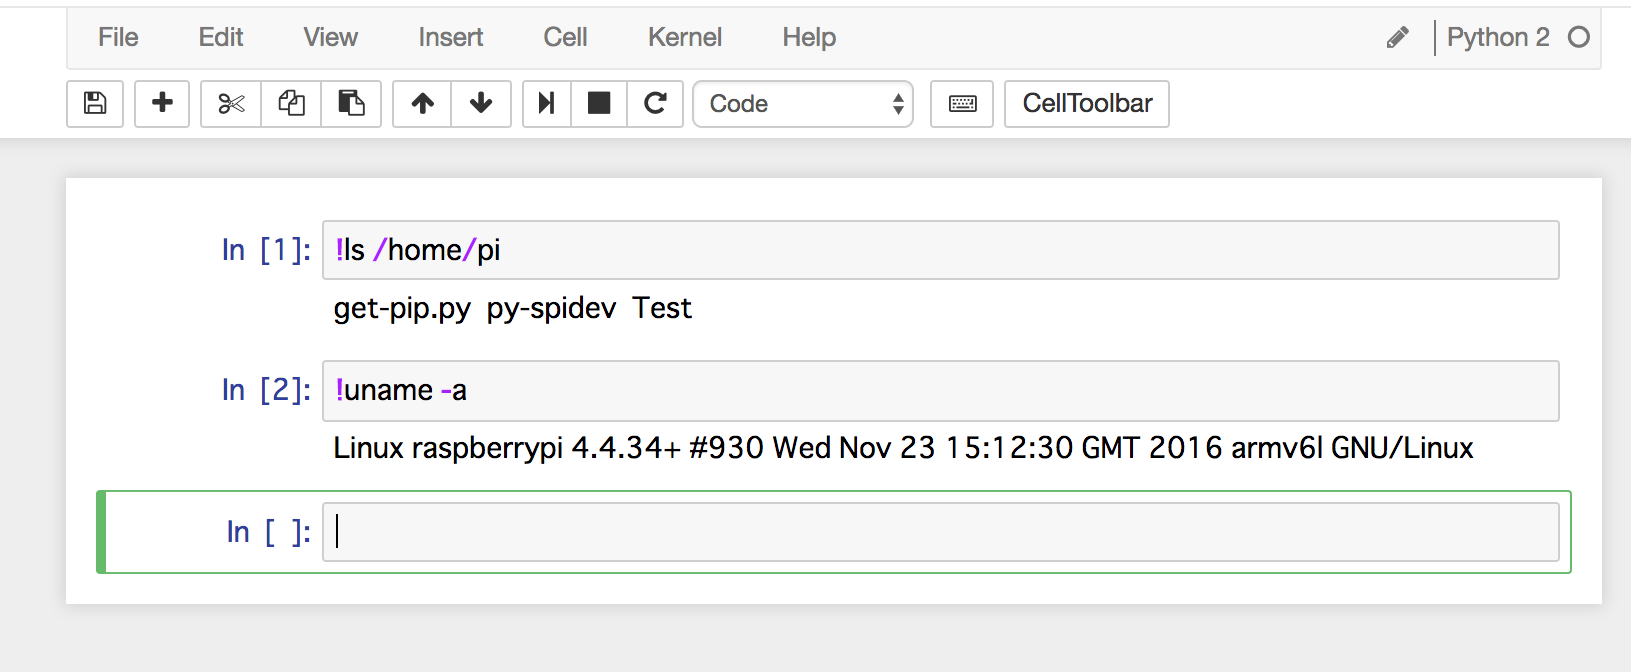 File Edit View Insert Cell Kernel Help Python 2
Code CellToolbar
In [1]: !ls /home/pi
get-pip.py py-spidev Test
In [2]: !uname -a
Linux raspberrypi 4.4.34+ #930 Wed Nov 23 15:12:30 GMT 2016 armv6l GNU/Linux
In [ ]: